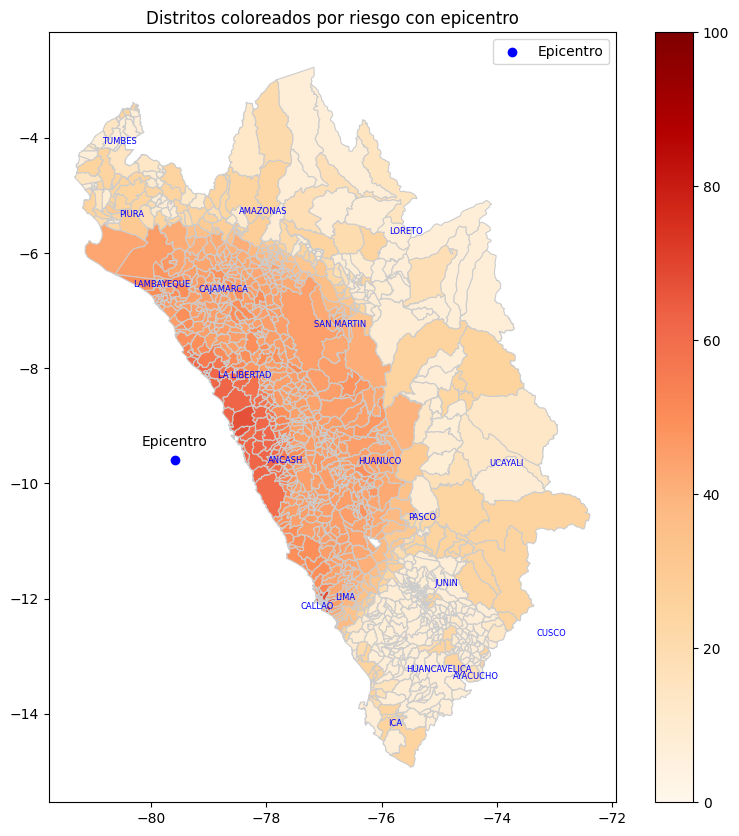 Distritos coloreados por riesgo con epicentro
Epicentro
100
80
60
40
20
0
−4
−6
−8
−10
−12
−14
TUMBES
PIURA
AMAZONAS
LORETO
LAMBAYEQUE
CAJAMARCA
SAN MARTIN
LA LIBERTAD
Epicentro
ANCASH
HUANUCO
UCAYALI
PASCO
JUNIN
LIMA
CALLAO
CUSCO
HUANCAVELICA
AYACUCHO
ICA
−80
−78
−76
−74
−72